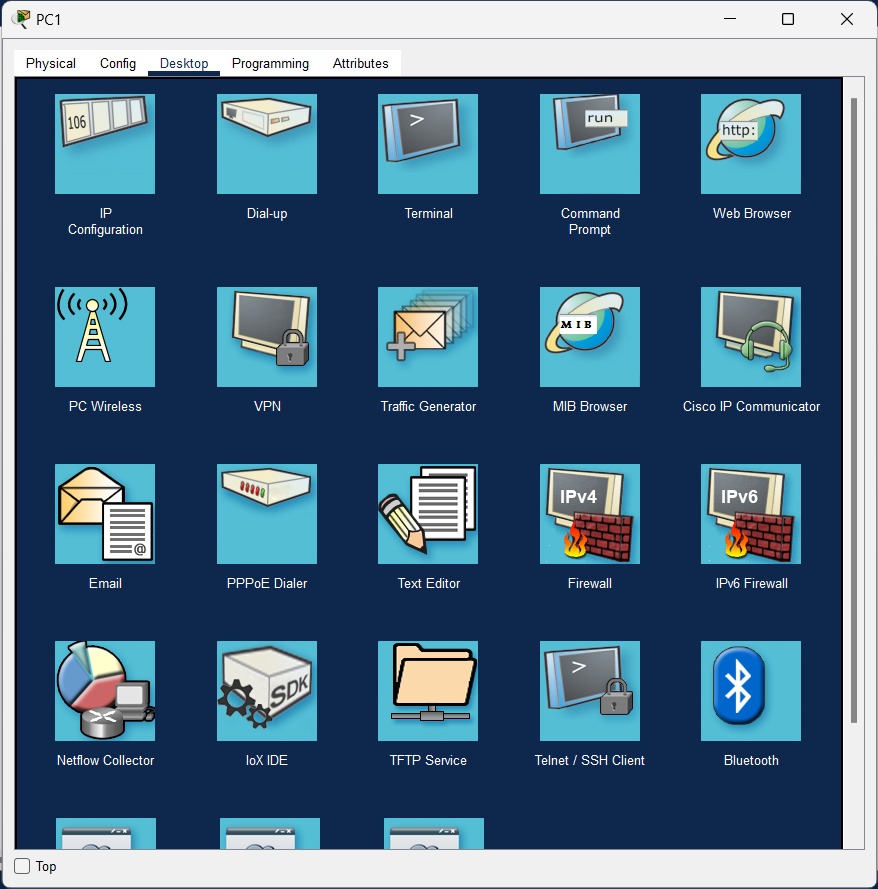 PC1
Physical Config Desktop Programming Attributes
106
>
run
http:
IP
Configuration
Dial-up
Terminal
Command
Prompt
Web Browser
MIB
PC Wireless
VPN
Traffic Generator
MIB Browser
Cisco IP Communicator
@
IPv4
IPv6
Email
PPPoE Dialer
Text Editor
Firewall
IPv6 Firewall
SDK
>
Netflow Collector
IoX IDE
TFTP Service
Telnet / SSH Client
Bluetooth
Top